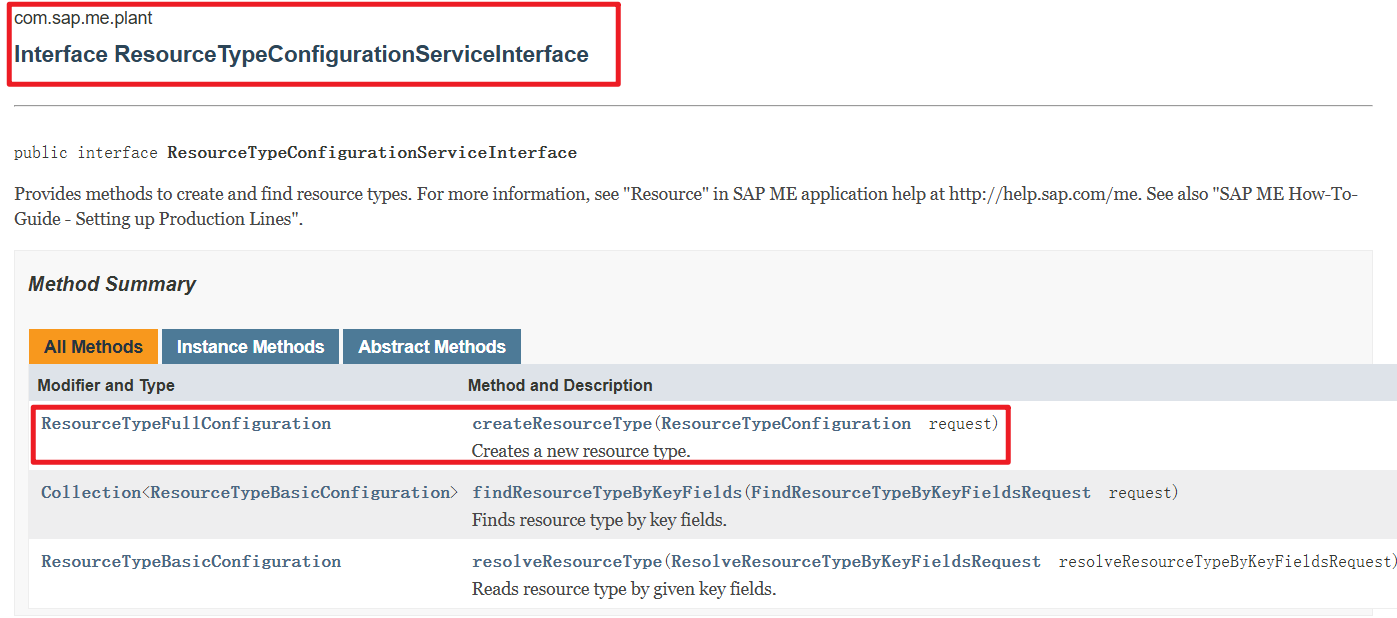 com.sap.me.plant
Interface ResourceTypeConfigurationServiceInterface
public interface ResourceTypeConfigurationServiceInterface
Provides methods to create and find resource types. For more information, see "Resource" in SAP ME application help at http://help.sap.com/me. See also "SAP ME How-To-
Guide - Setting up Production Lines".
Method Summary
All Methods Instance Methods Abstract Methods
Modifier and Type Method and Description
ResourceTypeFullConfiguration createResourceType(ResourceTypeConfiguration request)
Creates a new resource type.
Collection<ResourceTypeBasicConfiguration> findResourceTypeByKeyFields(FindResourceTypeByKeyFieldsRequest request)
Finds resource type by key fields.
ResourceTypeBasicConfiguration resolveResourceType(ResolveResourceTypeByKeyFieldsRequest resolveResourceTypeByKeyFieldsRequest)
Reads resource type by given key fields.